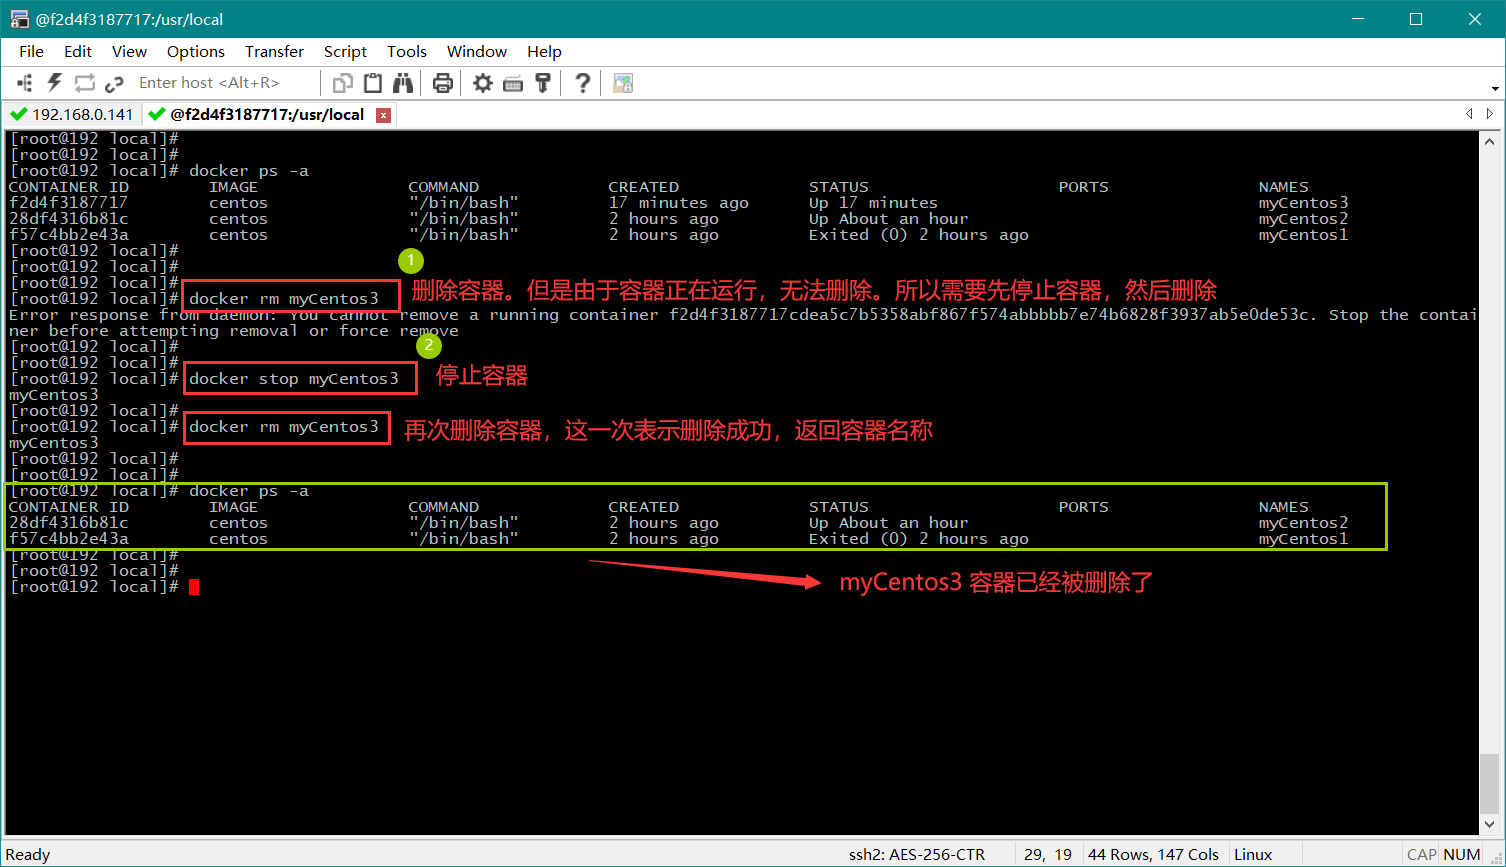 @f2d4f3187717:/usr/local
File Edit View Options Transfer Script Tools Window Help
Enter host <Alt+R>
192.168.0.141 @f2d4f3187717:/usr/local
[root@192 local]#
[root@192 local]#
[root@192 local]# docker ps -a
CONTAINER ID IMAGE COMMAND CREATED STATUS PORTS NAMES
f2d4f3187717 centos "/bin/bash" 17 minutes ago Up 17 minutes myCentos3
28df4316b81c centos "/bin/bash" 2 hours ago Up About an hour myCentos2
f57c4bb2e43a centos "/bin/bash" 2 hours ago Exited (0) 2 hours ago myCentos1
[root@192 local]#
[root@192 local]#
1
[root@192 local]#
[root@192 local]# docker rm myCentos3 删除容器。但是由于容器正在运行，无法删除。所以需要先停止容器，然后删除
Error response from daemon: You cannot remove a running container f2d4f3187717cdea5c7b5358abf867f574abbbbb7e74b6828f3937ab5e0de53c. Stop the contai
ner before attempting removal or force remove
[root@192 local]#
2
[root@192 local]#
[root@192 local]# docker stop myCentos3 停止容器
myCentos3
[root@192 local]#
[root@192 local]# docker rm myCentos3 再次删除容器，这一次表示删除成功，返回容器名称
myCentos3
[root@192 local]#
[root@192 local]#
[root@192 local]# docker ps -a
CONTAINER ID IMAGE COMMAND CREATED STATUS PORTS NAMES
28df4316b81c centos "/bin/bash" 2 hours ago Up About an hour myCentos2
f57c4bb2e43a centos "/bin/bash" 2 hours ago Exited (0) 2 hours ago myCentos1
[root@192 local]#
[root@192 local]#
[root@192 local]# myCentos3 容器已经被删除了
Ready ssh2: AES-256-CTR 29, 19 44 Rows, 147 Cols Linux CAP NUM